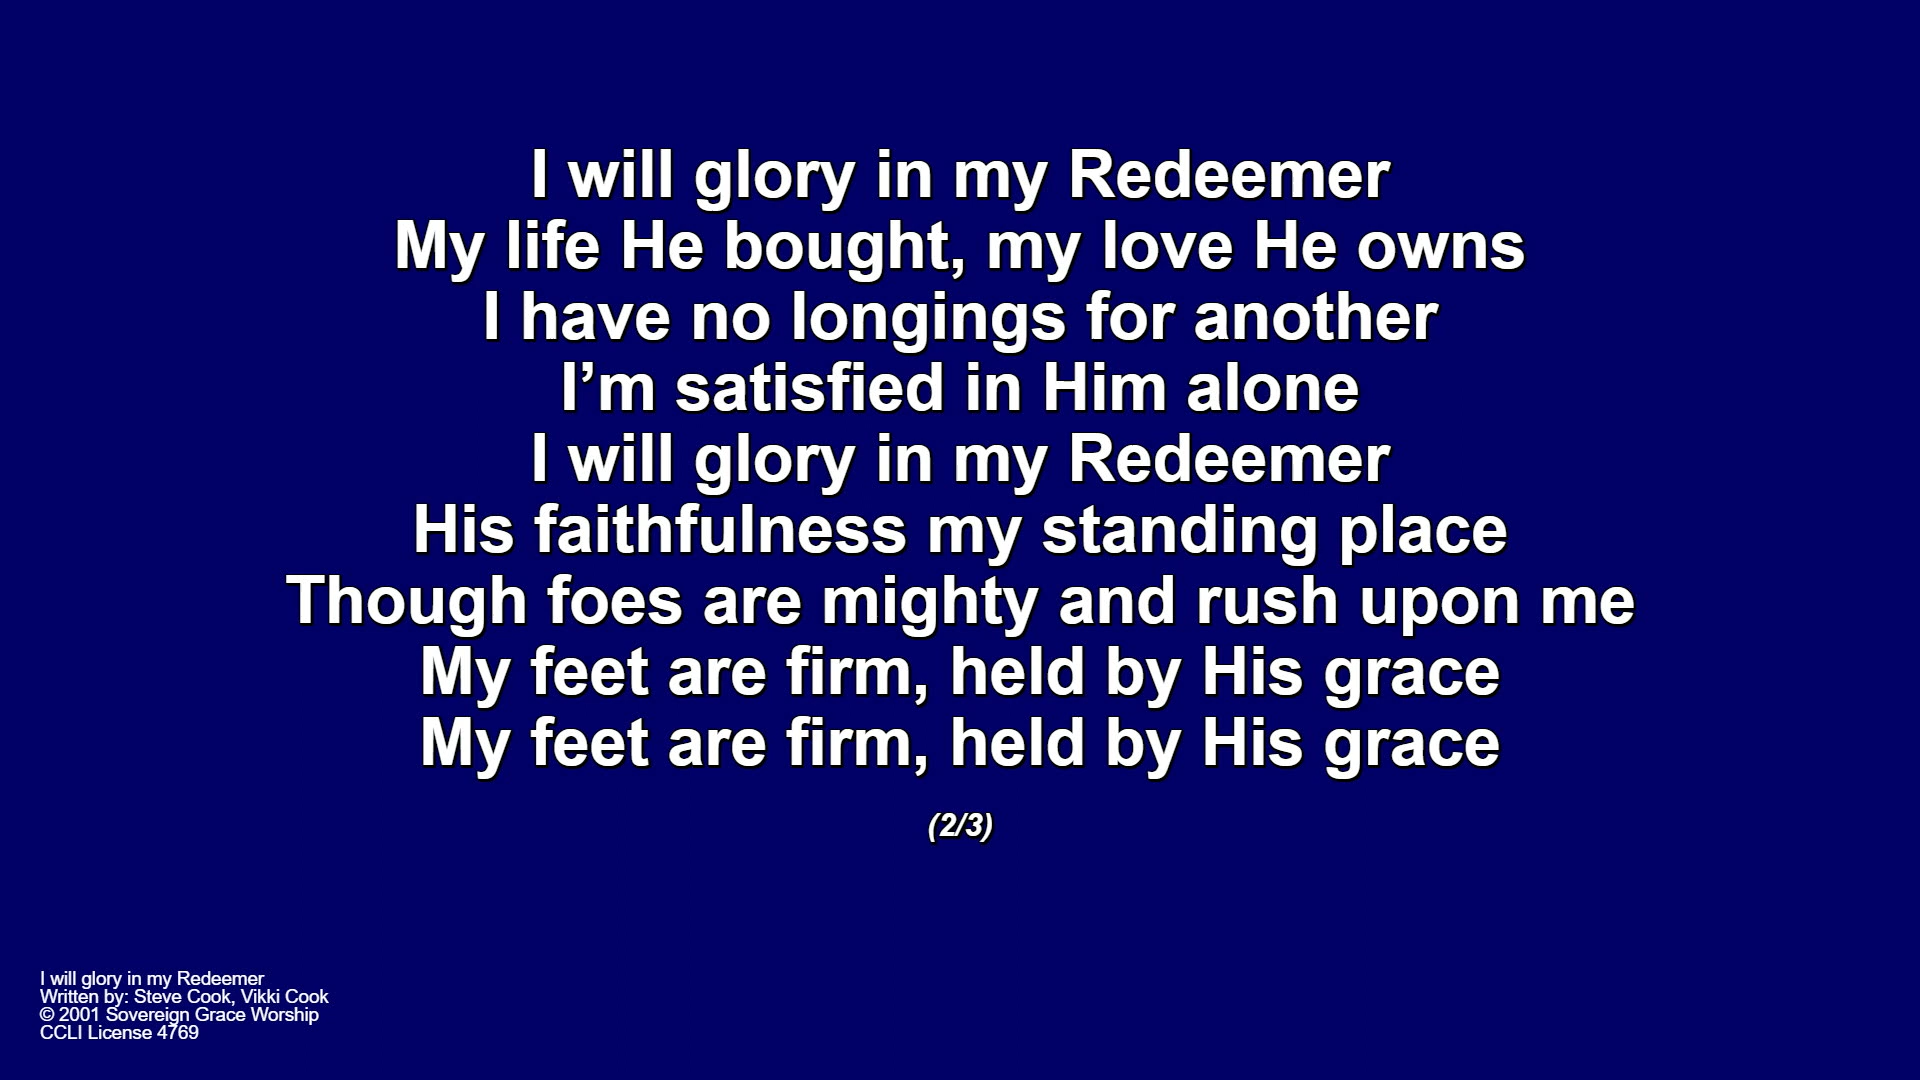 I will glory in my Redeemer
My life He bought, my love He owns
I have no longings for another
I’m satisfied in Him alone
I will glory in my Redeemer
His faithfulness my standing place
Though foes are mighty and rush upon me
My feet are firm, held by His grace
My feet are firm, held by His grace
(2/3)
I will glory in my Redeemer
Written by: Steve Cook, Vikki Cook
© 2001 Sovereign Grace Worship
CCLI License 4769